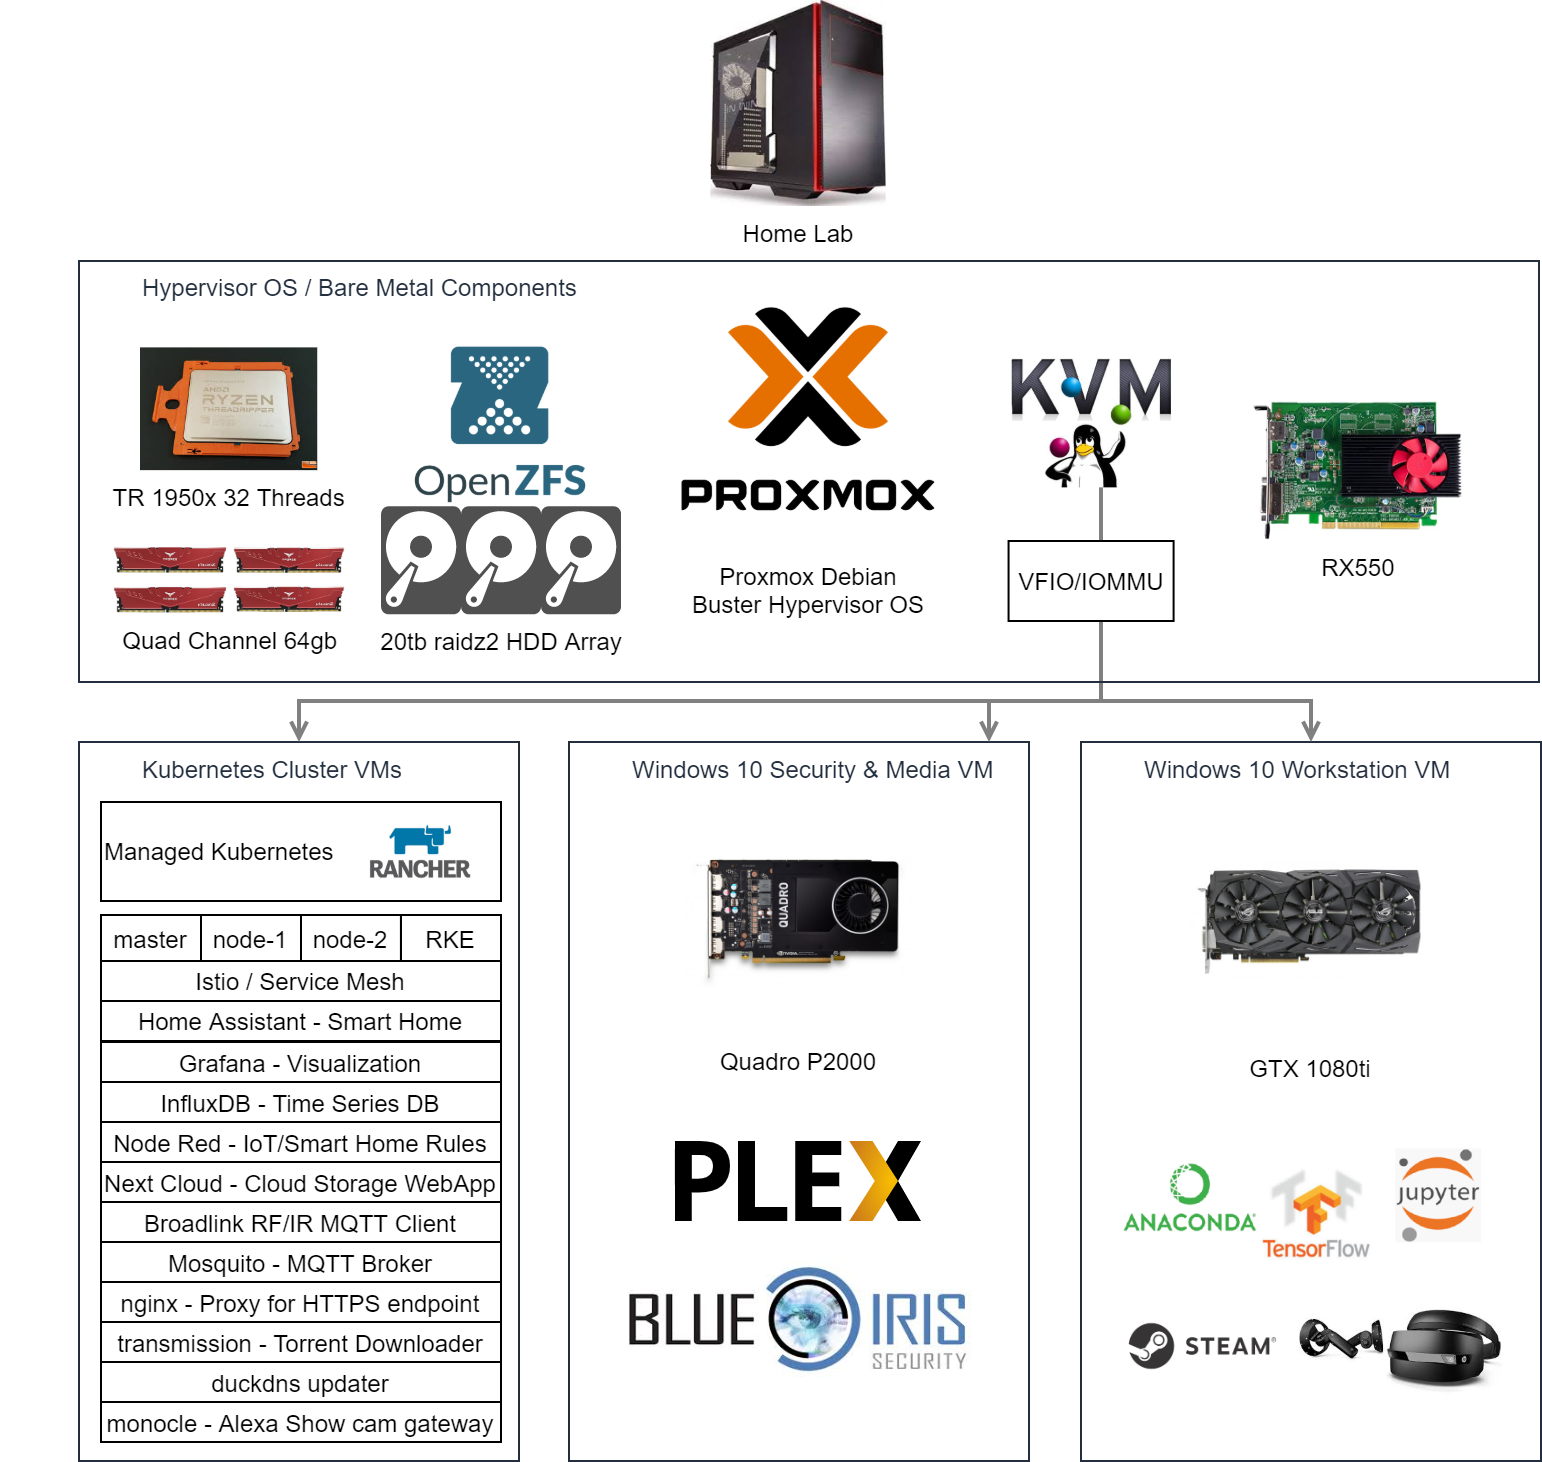 Home Lab
Hypervisor OS / Bare Metal Components
AMD
RYZEN
THREADRIPPER
TR 1950x 32 Threads
Quad Channel 64gb
OpenZFS
20tb raidz2 HDD Array
PROXMOX
Proxmox Debian
Buster Hypervisor OS
KVM
VFIO/IOMMU
RX550
Kubernetes Cluster VMs
Managed Kubernetes
RANCHER
master
node-1
node-2
RKE
Istio / Service Mesh
Home Assistant - Smart Home
Grafana - Visualization
InfluxDB - Time Series DB
Node Red - IoT/Smart Home Rules
Next Cloud - Cloud Storage WebApp
Broadlink RF/IR MQTT Client
Mosquito - MQTT Broker
nginx - Proxy for HTTPS endpoint
transmission - Torrent Downloader
duckdns updater
monocle - Alexa Show cam gateway
Windows 10 Security & Media VM
QUADRO
Quadro P2000
PLEX
BLUE IRIS
SECURITY
Windows 10 Workstation VM
GTX 1080ti
ANACONDA
TensorFlow
jupyter
STEAM